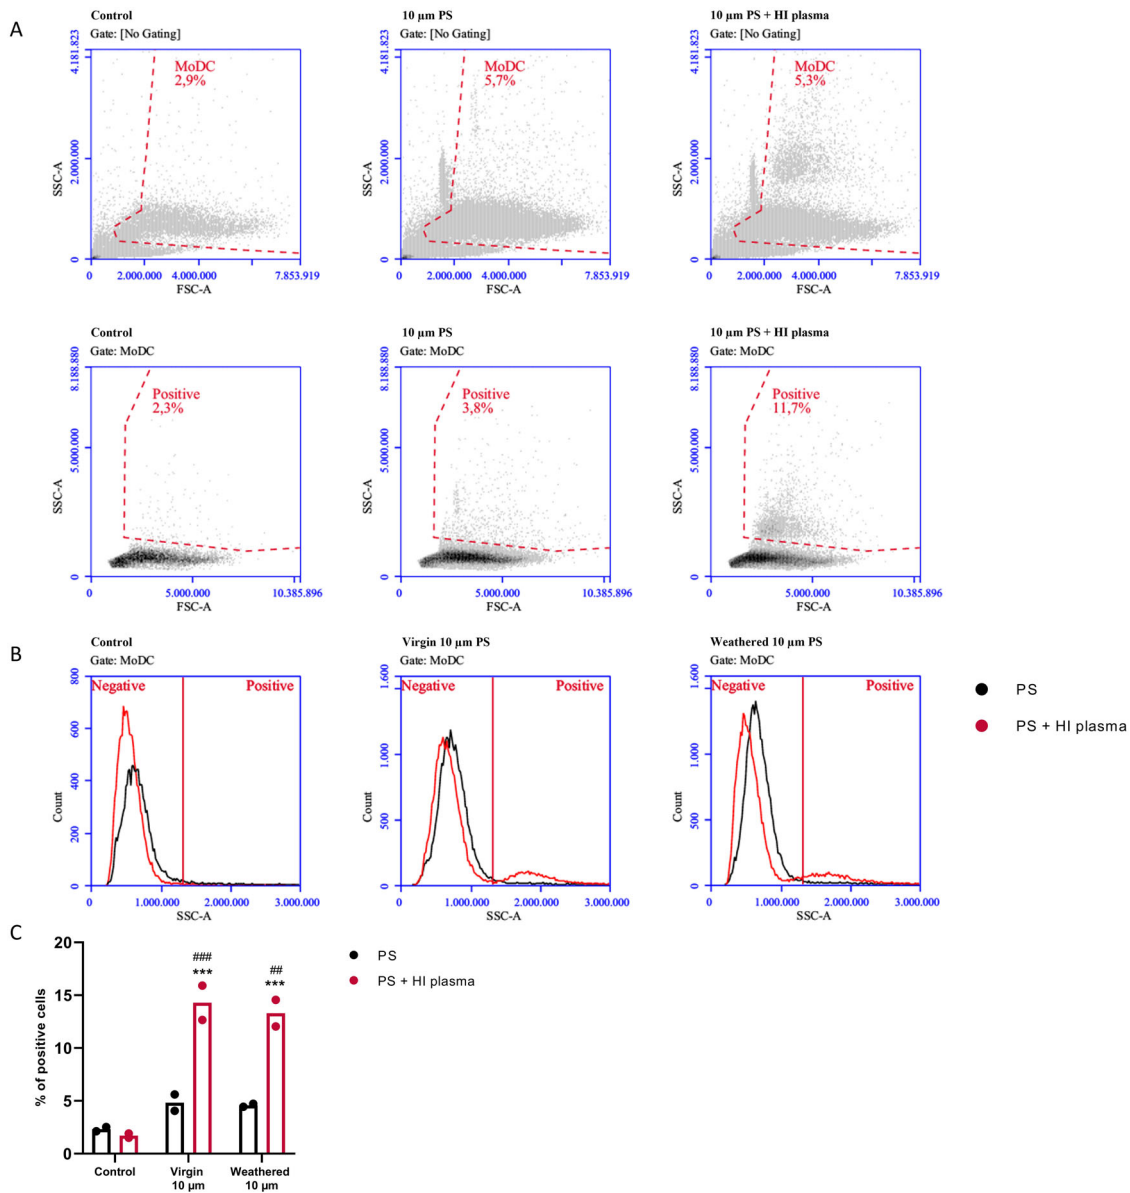 A
Control
Gate: [No Gating]
MoDC
2,9%
4.181.823
2.000.000
0
SSC-A
0 2.000.000 4.000.000 7.853.919
FSC-A
10 µm PS
Gate: [No Gating]
MoDC
5,7%
4.181.823
2.000.000
0
SSC-A
0 2.000.000 4.000.000 7.853.919
FSC-A
10 µm PS + HI plasma
Gate: [No Gating]
MoDC
5,3%
4.181.823
2.000.000
0
SSC-A
0 2.000.000 4.000.000 7.853.919
FSC-A
Control
Gate: MoDC
Positive
2,3%
8.188.880
5.000.000
0
SSC-A
0 5.000.000 10.385.896
FSC-A
10 µm PS
Gate: MoDC
Positive
3,8%
8.188.880
5.000.000
0
SSC-A
0 5.000.000 10.385.896
FSC-A
10 µm PS + HI plasma
Gate: MoDC
Positive
11,7%
8.188.880
5.000.000
0
SSC-A
0 5.000.000 10.385.896
FSC-A
B
Control
Gate: MoDC
Negative Positive
800
600
400
200
0
Count
0 1.000.000 2.000.000 3.000.000
SSC-A
Virgin 10 µm PS
Gate: MoDC
Negative Positive
1.600
1.000
500
0
Count
0 1.000.000 2.000.000 3.000.000
SSC-A
Weathered 10 µm PS
Gate: MoDC
Negative Positive
1.600
1.000
500
0
Count
0 1.000.000 2.000.000 3.000.000
SSC-A
PS
PS + HI plasma
C
20
15
10
5
0
% of positive cells
###
***
##
***
Control
Virgin
10 µm
Weathered
10 µm
PS
PS + HI plasma